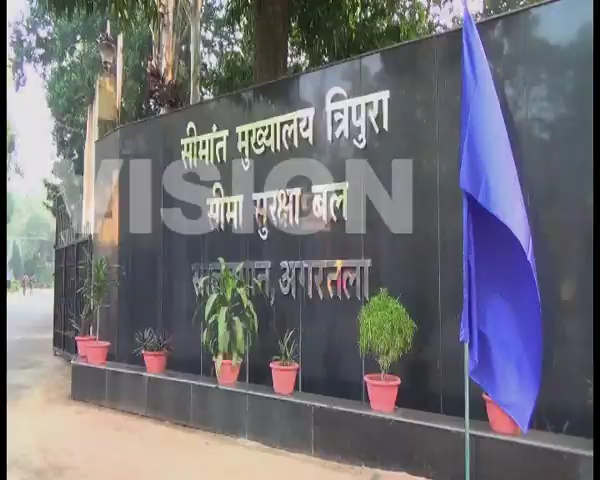 सीमांत मुख्यालय त्रिपुरा
VISION
सीमा सुरक्षा बल
अगरतला